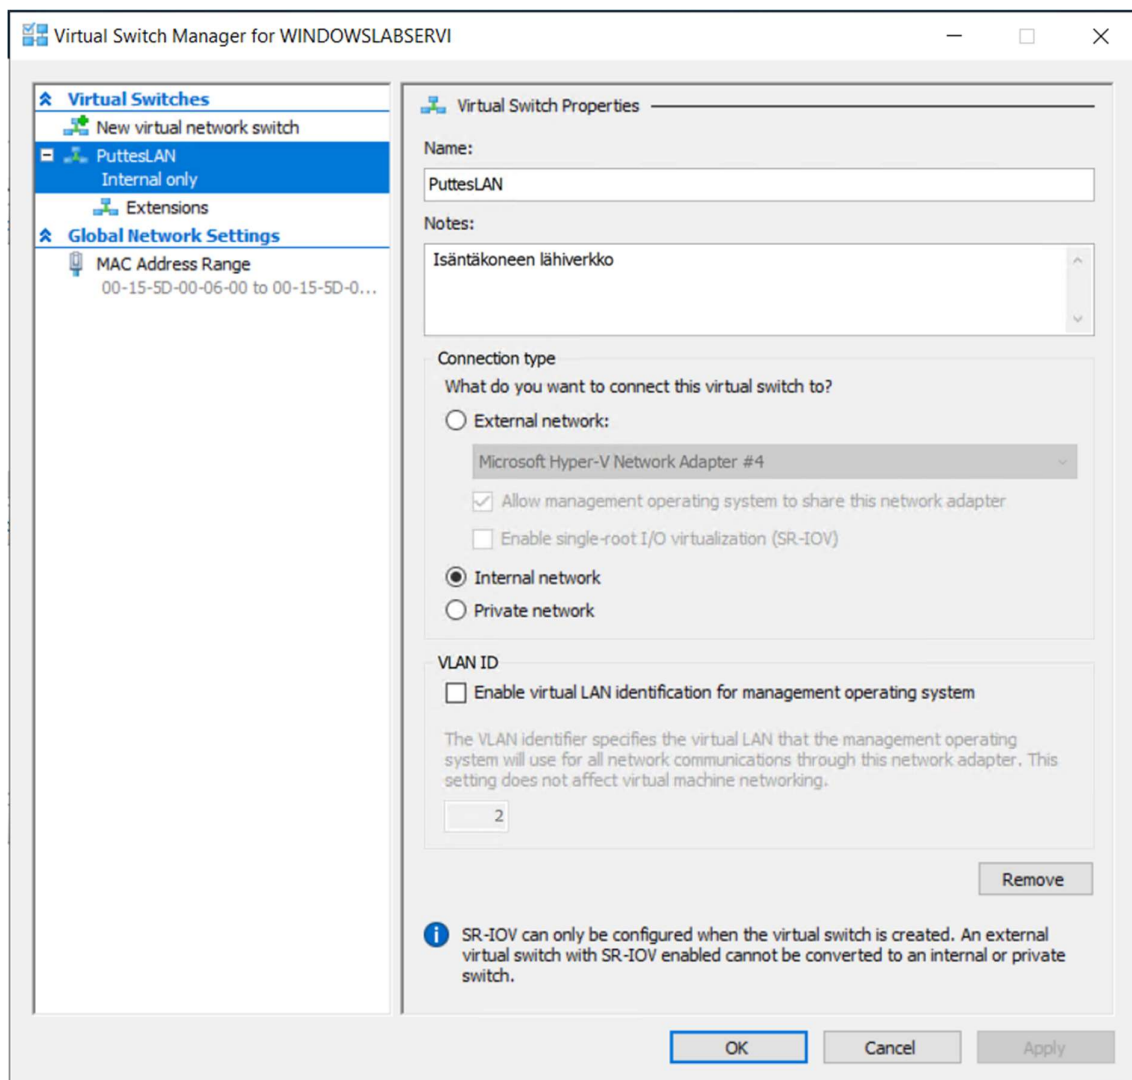 Virtual Switch Manager for WINDOWSLABSERVI
Virtual Switches
New virtual network switch
PuttesLAN
Internal only
Extensions
Global Network Settings
MAC Address Range
00-15-5D-00-06-00 to 00-15-5D-0...
Virtual Switch Properties
Name:
PuttesLAN
Notes:
Isäntäkoneen lähiverkko
Connection type
What do you want to connect this virtual switch to?
External network:
Microsoft Hyper-V Network Adapter #4
Allow management operating system to share this network adapter
Enable single-root I/O virtualization (SR-IOV)
Internal network
Private network
VLAN ID
Enable virtual LAN identification for management operating system
The VLAN identifier specifies the virtual LAN that the management operating
system will use for all network communications through this network adapter. This
setting does not affect virtual machine networking.
2
Remove
SR-IOV can only be configured when the virtual switch is created. An external
virtual switch with SR-IOV enabled cannot be converted to an internal or private
switch.
OK
Cancel
Apply